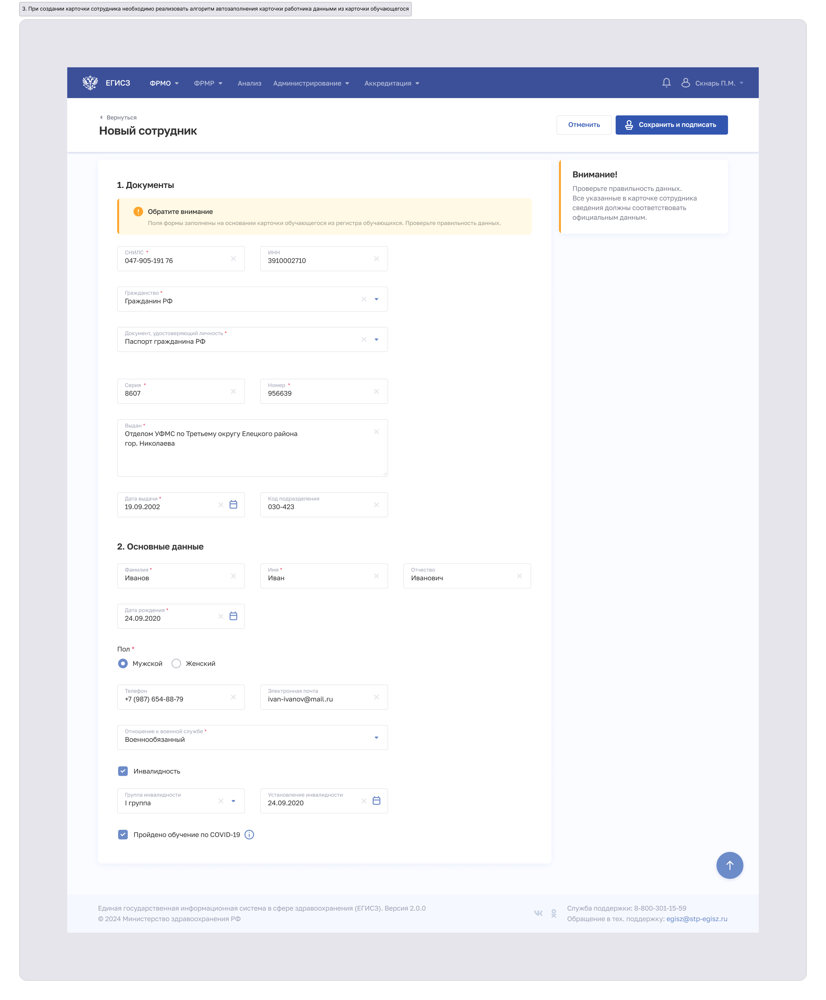 3. При создании карточки сотрудника необходимо реализовать алгоритм автозаполнения карточки работника данными из карточки обучающегося
ЕГИСЗ ФРМО ФРМР Анализ Администрирование Аккредитация Скнарь П.М.
Вернуться
Новый сотрудник
Отменить Сохранить и подписать
1. Документы
Обратите внимание
Поля формы заполнены на основании карточки обучающегося из регистра обучающихся. Проверьте правильность данных.
Внимание!
Проверьте правильность данных.
Все указанные в карточке сотрудника
сведения должны соответствовать
официальным данным.
СНИЛС * ИНН
047-905-191 76 3910002710
Гражданство *
Гражданин РФ
Документ, удостоверяющий личность *
Паспорт гражданина РФ
Серия * Номер *
8607 956639
Выдан *
Отделом УФМС по Третьему округу Елецкого района
гор. Николаева
Дата выдачи * Код подразделения
19.09.2002 030-423
2. Основные данные
Фамилия * Имя * Отчество
Иванов Иван Иванович
Дата рождения *
24.09.2020
Пол *
Мужской Женский
Телефон Электронная почта
+7 (987) 654-88-79 ivan-ivanov@mail.ru
Отношение к военной службе *
Военнообязанный
Инвалидность
Группа инвалидности Установление инвалидности
I группа 24.09.2020
Пройдено обучение по COVID-19
Единая государственная информационная система в сфере здравоохранения (ЕГИСЗ). Версия 2.0.0
© 2024 Министерство здравоохранения РФ
Служба поддержки: 8-800-301-15-59
Обращение в тех. поддержку: egisz@stp-egisz.ru